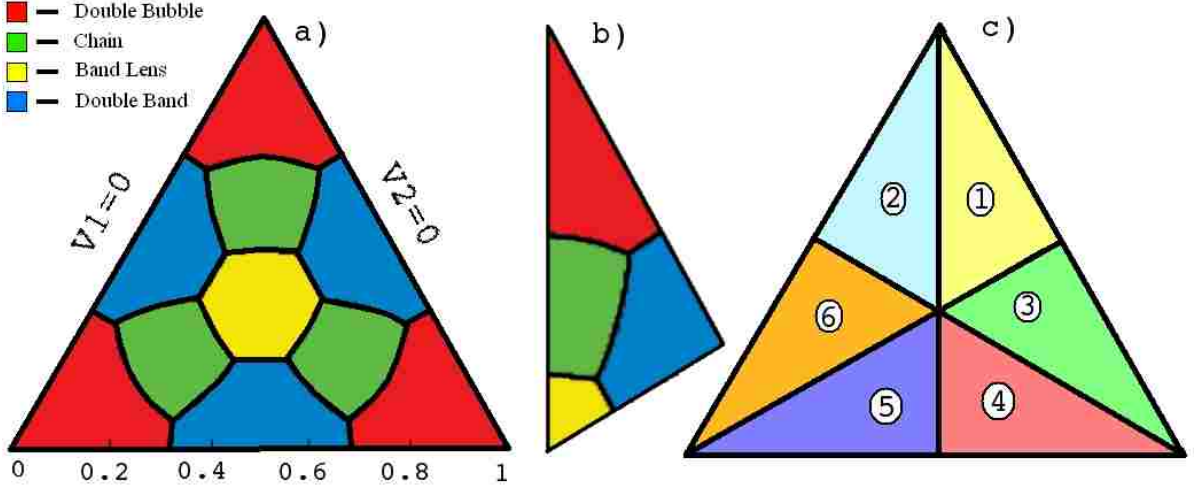 Double Bubble
Chain
Band Lens
Double Band
a)
V1=0
V2=0
0 0.2 0.4 0.6 0.8 1
b)
c)
2 1
6 3
5 4